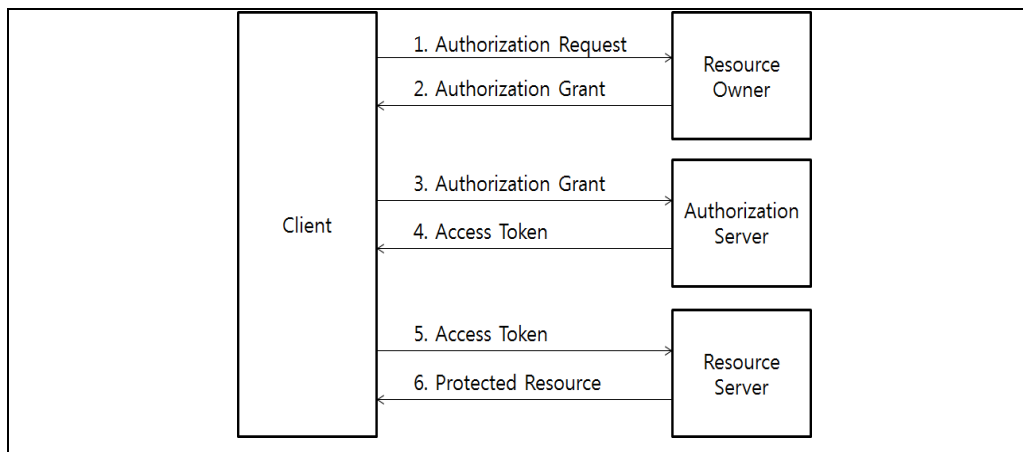 1. Authorization Request
Resource
Owner
2. Authorization Grant
3. Authorization Grant
Client
Authorization
Server
4. Access Token
5. Access Token
Resource
Server
6. Protected Resource